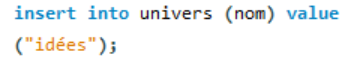 insert into univers (nom) value
("idées");